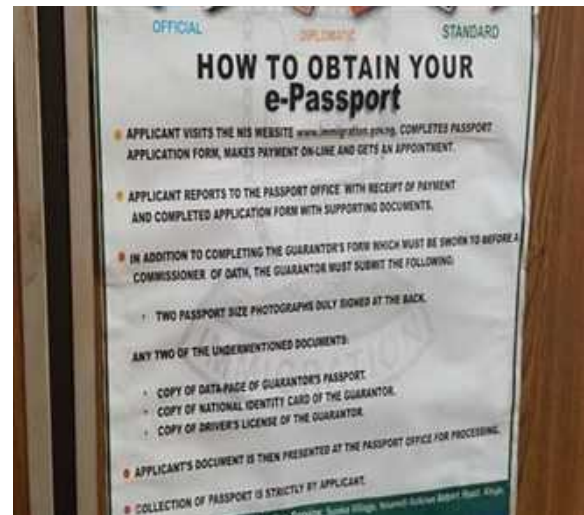 OFFICIAL
DIPLOMATIC
STANDARD
HOW TO OBTAIN YOUR
e-Passport
APPLICANT VISITS THE NIS WEBSITE www.immigration.gov.ng, COMPLETES PASSPORT
APPLICATION FORM, MAKES PAYMENT ON-LINE AND GETS AN APPOINTMENT.
APPLICANT REPORTS TO THE PASSPORT OFFICE WITH RECEIPT OF PAYMENT
AND COMPLETED APPLICATION FORM WITH SUPPORTING DOCUMENTS.
IN ADDITION TO COMPLETING THE GUARANTOR'S FORM WHICH MUST BE SWORN TO BEFORE A
COMMISSIONER OF OATH, THE GUARANTOR MUST SUBMIT THE FOLLOWING:
TWO PASSPORT SIZE PHOTOGRAPHS DULY SIGNED AT THE BACK.
ANY TWO OF THE UNDERMENTIONED DOCUMENTS:
IMMIGRATION
COPY OF DATA-PAGE OF GUARANTOR'S PASSPORT.
COPY OF NATIONAL IDENTITY CARD OF THE GUARANTOR.
COPY OF DRIVER'S LICENSE OF THE GUARANTOR.
APPLICANT'S DOCUMENT IS THEN PRESENTED AT THE PASSPORT OFFICE FOR PROCESSING.
COLLECTION OF PASSPORT IS STRICTLY BY APPLICANT.
Village, Airport Road,